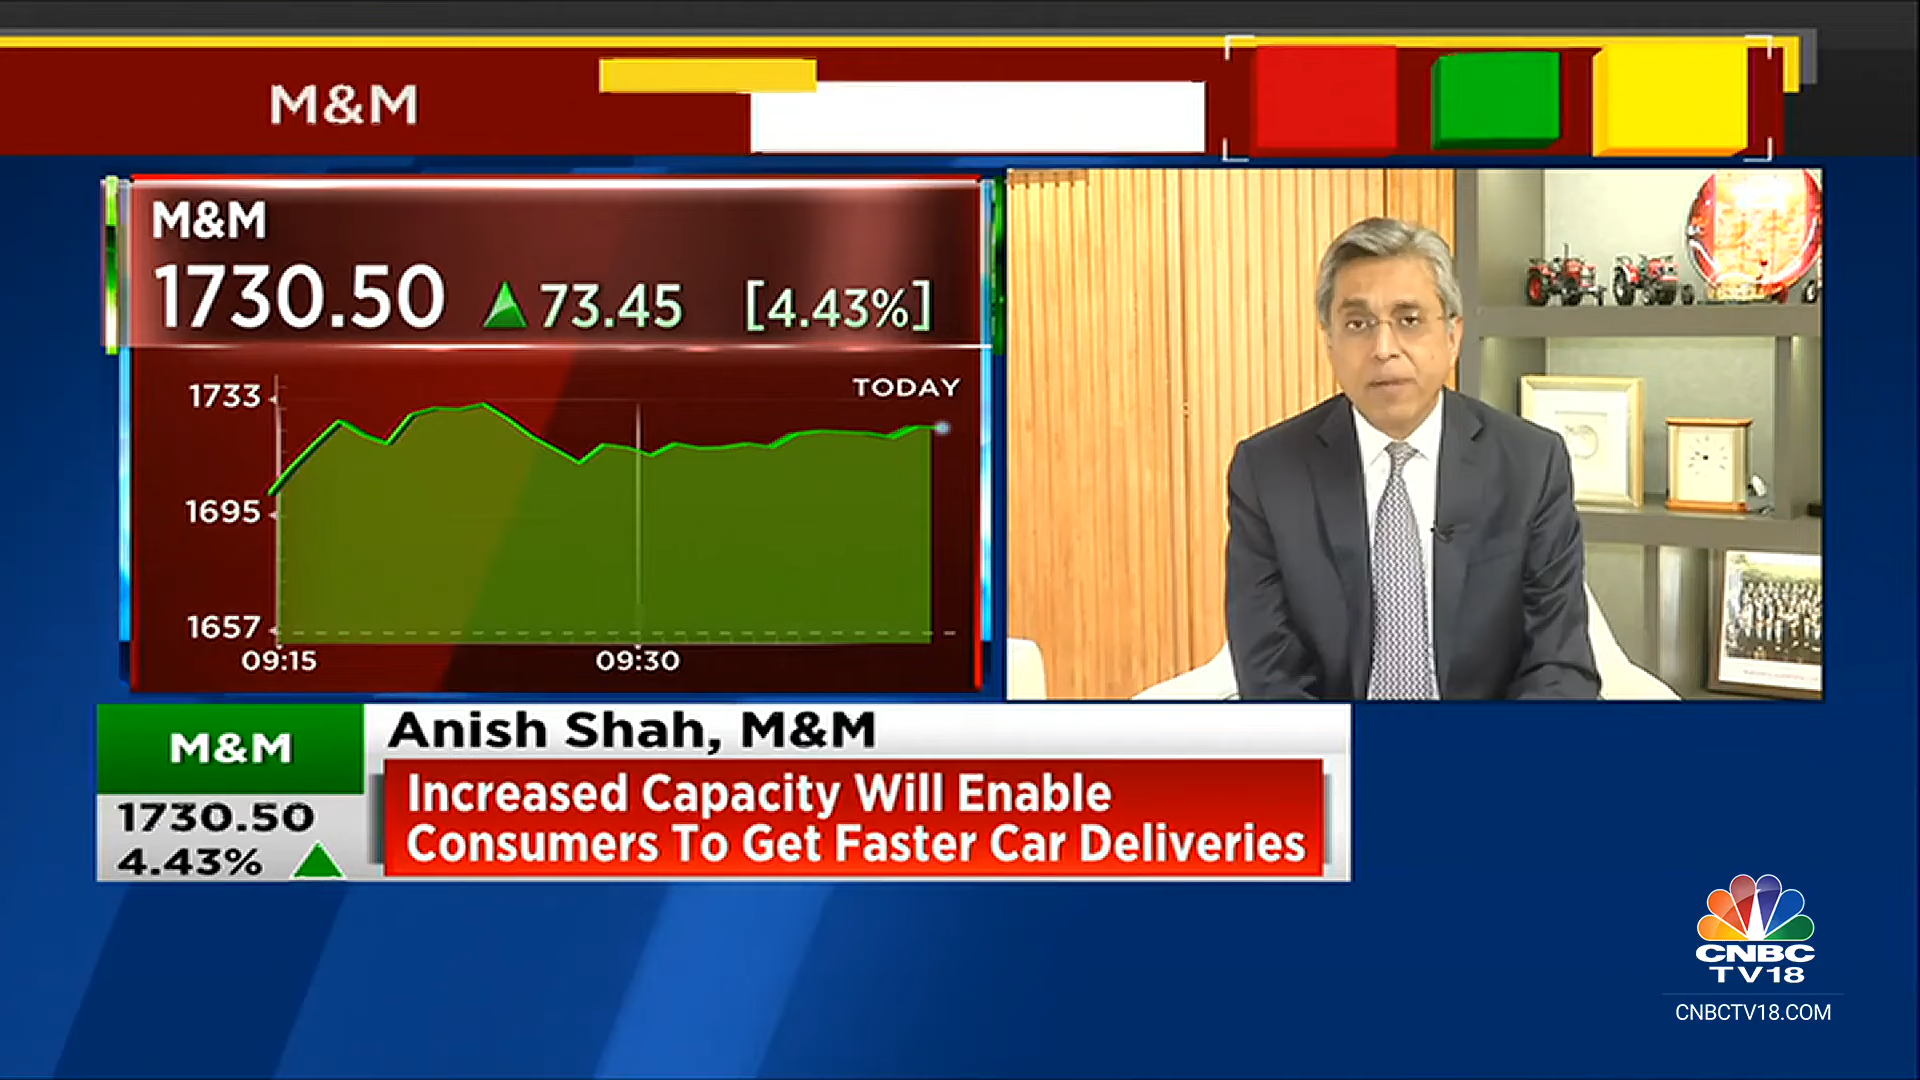 M&M
M&M
1730.50 ▲ 73.45 [4.43%]
TODAY
1733
1695
1657
09:15 09:30
M&M
1730.50
4.43% ▲
Anish Shah, M&M
Increased Capacity Will Enable
Consumers To Get Faster Car Deliveries
CNBC
TV18
CNBCTV18.COM